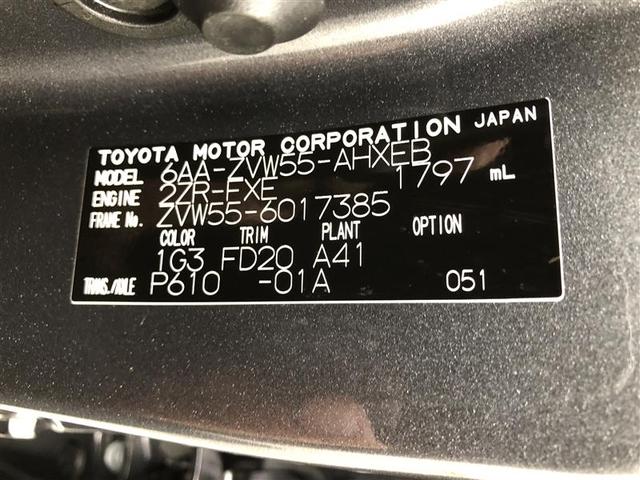 TOYOTA MOTOR CORPORATION JAPAN
MODEL 6AA-ZVW55-AHXEB
ENGINE 2ZR-FXE 1797 mL
FRAME No. ZVW55-6017385
COLOR TRIM PLANT OPTION
1G3 FD20 A41
TRANS./AXLE P610 -01A 051